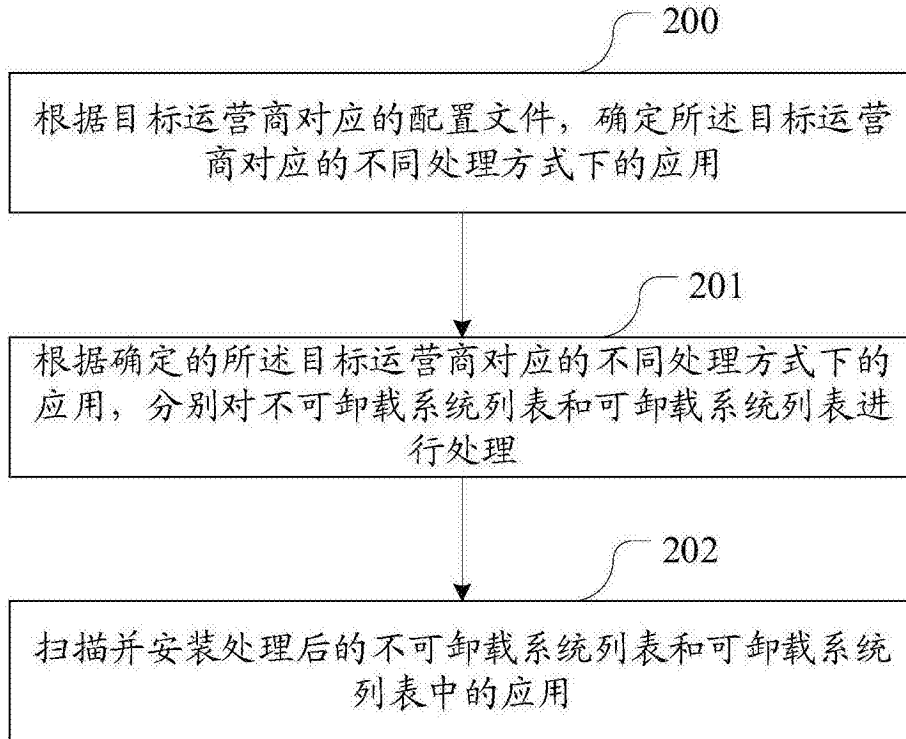 200
根据目标运营商对应的配置文件，确定所述目标运营
商对应的不同处理方式下的应用
201
根据确定的所述目标运营商对应的不同处理方式下的
应用，分别对不可卸载系统列表和可卸载系统列表进
行处理
202
扫描并安装处理后的不可卸载系统列表和可卸载系统
列表中的应用